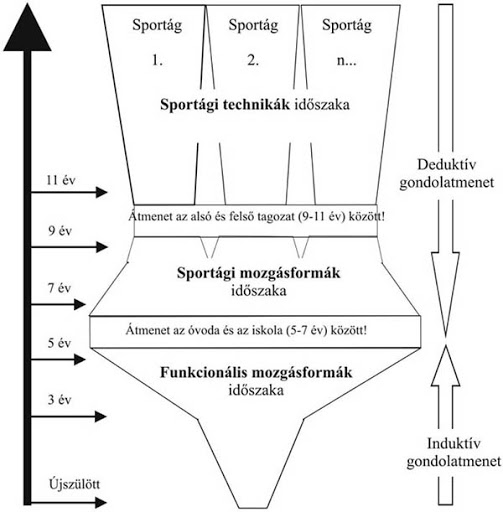 Sportág
Sportág
Sportág
1.
2.
n...
Sportági technikák időszaka
Deduktív
gondolatmenet
11 év
Átmenet az alsó és felső tagozat (9-11 év) között!
9 év
Sportági mozgásformák
időszaka
7 év
Átmenet az óvoda és az iskola (5-7 év) között!
5 év
Funkcionális mozgásformák
időszaka
3 év
Induktív
gondolatmenet
Újszülött